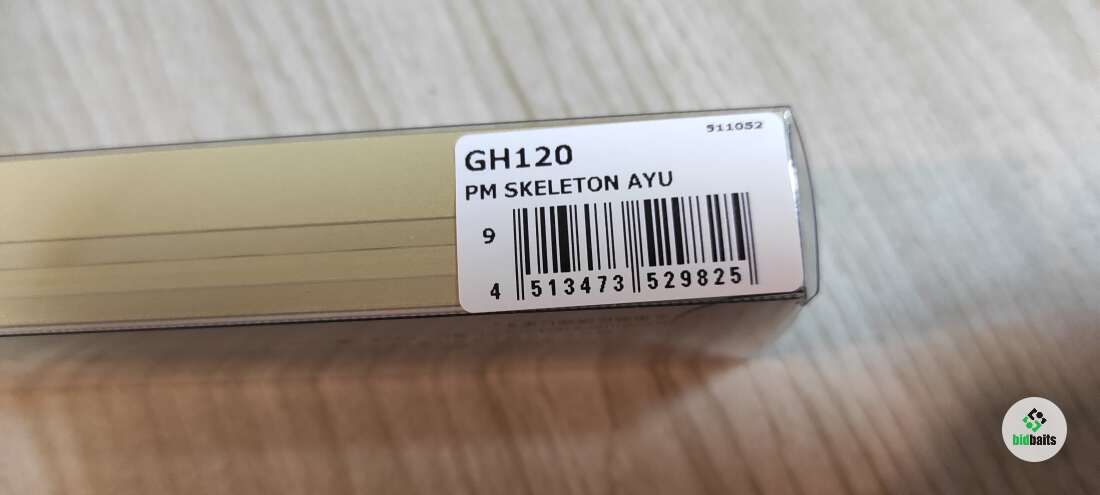 511052
GH120
PM SKELETON AYU
9
4 513473 529825
bidbaits